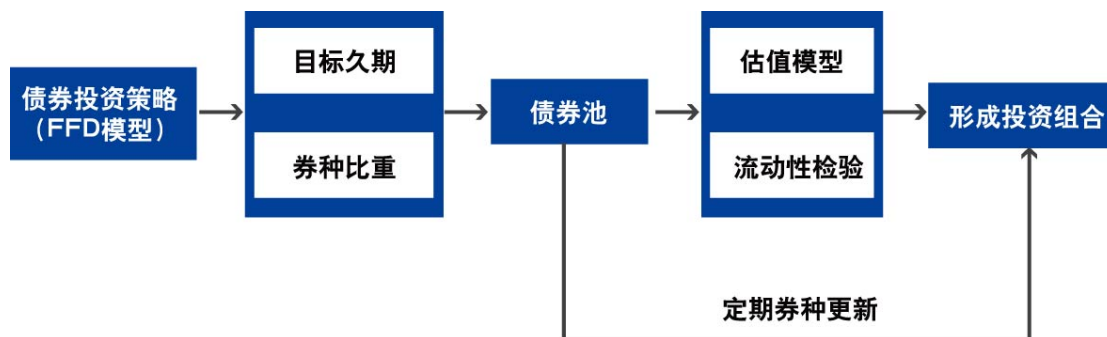 债券投资策略
（FFD模型）
目标久期
券种比重
债券池
估值模型
流动性检验
形成投资组合
定期券种更新